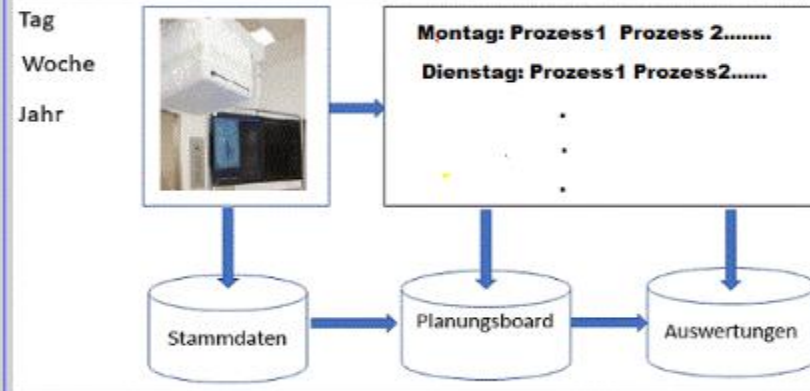 Tag
Woche
Jahr
Montag: Prozess1 Prozess 2........
Dienstag: Prozess1 Prozess2......
Stammdaten
Planungsboard
Auswertungen